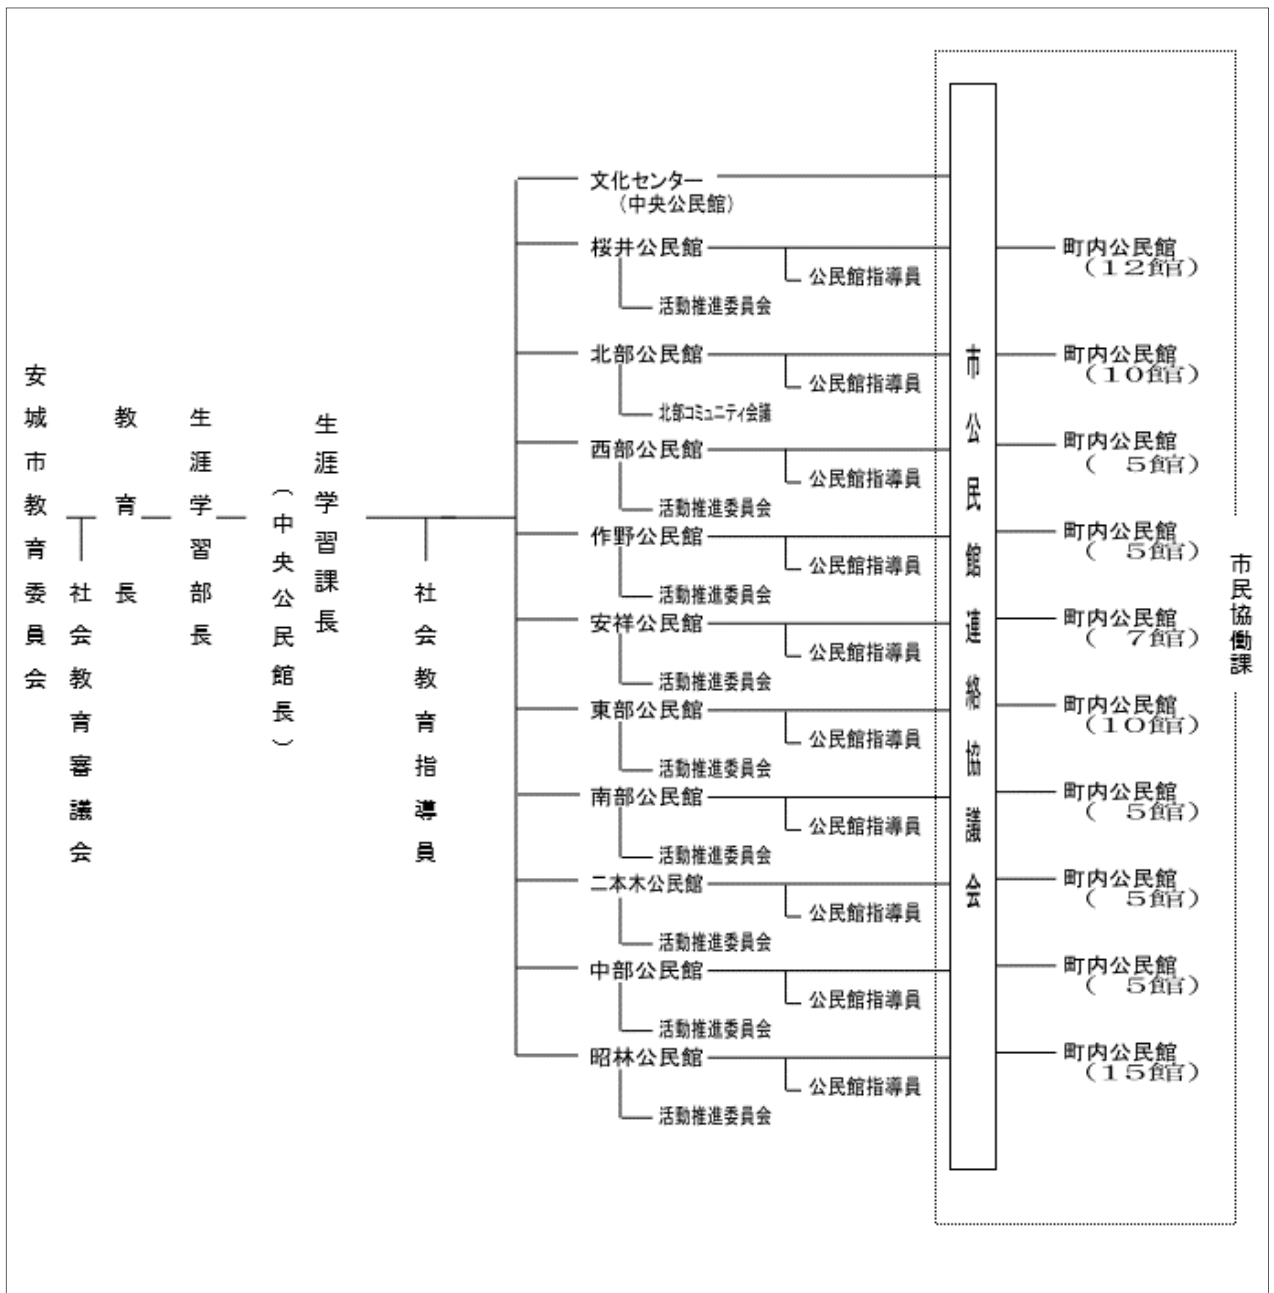 安城市教育委員会
社会教育審議会
教育長
生涯学習部長
生涯学習課長
（中央公民館長）
社会教育指導員
文化センター
（中央公民館）
桜井公民館
公民館指導員
活動推進委員会
北部公民館
公民館指導員
北部コミュニティ会議
西部公民館
公民館指導員
活動推進委員会
作野公民館
公民館指導員
活動推進委員会
安祥公民館
公民館指導員
活動推進委員会
東部公民館
公民館指導員
活動推進委員会
南部公民館
公民館指導員
活動推進委員会
二本木公民館
公民館指導員
活動推進委員会
中部公民館
公民館指導員
活動推進委員会
昭林公民館
公民館指導員
活動推進委員会
市公民館連絡協議会
町内公民館
（１２館）
町内公民館
（１０館）
町内公民館
（　５館）
町内公民館
（　５館）
町内公民館
（　７館）
町内公民館
（１０館）
町内公民館
（　５館）
町内公民館
（　５館）
町内公民館
（　５館）
町内公民館
（１５館）
市民協働課